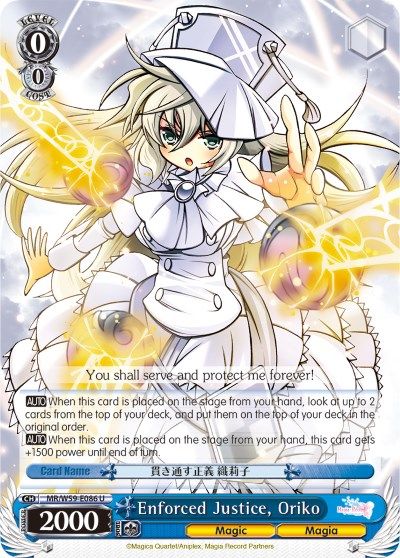 LEVEL
0
0
COST
You shall serve and protect me forever!
AUTO When this card is placed on the stage from your hand, look at up to 2
cards from the top of your deck, and put them on the top of your deck in the
original order.
AUTO When this card is placed on the stage from your hand, this card gets
+1500 power until end of turn.
Card Name 貫き通す正義 織莉子
CH MR/W59-E086 U
Enforced Justice, Oriko
POWER 2000 SOUL
Magic Magia
©Magica Quartet/Aniplex, Magia Record Partners